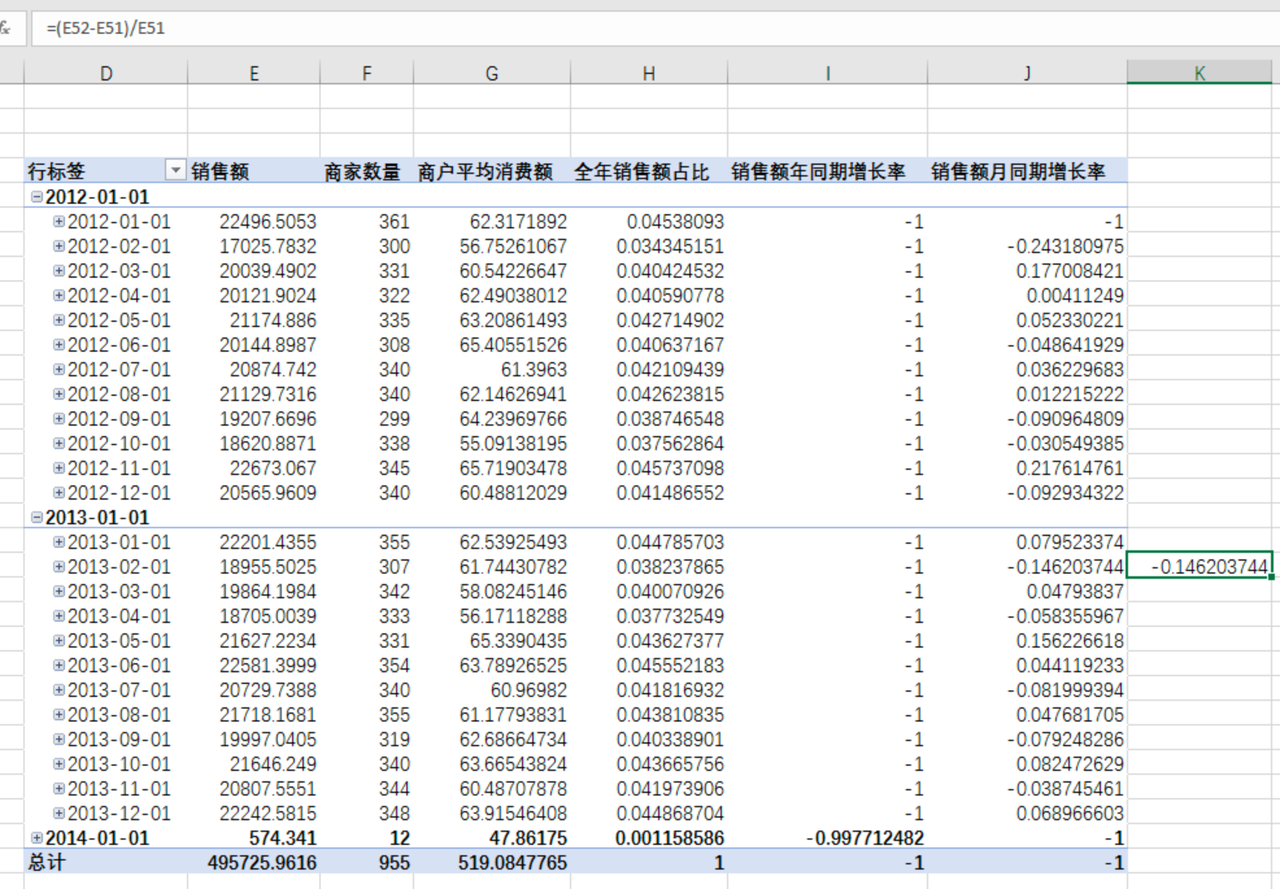 fx =(E52-E51)/E51
D E F G H I J K
行标签 销售额 商家数量 商户平均消费额 全年销售额占比 销售额年同期增长率 销售额月同期增长率
2012-01-01
2012-01-01 22496.5053 361 62.3171892 0.04538093 -1 -1
2012-02-01 17025.7832 300 56.75261067 0.034345151 -1 -0.243180975
2012-03-01 20039.4902 331 60.54226647 0.040424532 -1 0.177008421
2012-04-01 20121.9024 322 62.49038012 0.040590778 -1 0.00411249
2012-05-01 21174.886 335 63.20861493 0.042714902 -1 0.052330221
2012-06-01 20144.8987 308 65.40551526 0.040637167 -1 -0.048641929
2012-07-01 20874.742 340 61.3963 0.042109439 -1 0.036229683
2012-08-01 21129.7316 340 62.14626941 0.042623815 -1 0.012215222
2012-09-01 19207.6696 299 64.23969766 0.038746548 -1 -0.090964809
2012-10-01 18620.8871 338 55.09138195 0.037562864 -1 -0.030549385
2012-11-01 22673.067 345 65.71903478 0.045737098 -1 0.217614761
2012-12-01 20565.9609 340 60.48812029 0.041486552 -1 -0.092934322
2013-01-01
2013-01-01 22201.4355 355 62.53925493 0.044785703 -1 0.079523374
2013-02-01 18955.5025 307 61.74430782 0.038237865 -1 -0.146203744 -0.146203744
2013-03-01 19864.1984 342 58.08245146 0.040070926 -1 0.04793837
2013-04-01 18705.0039 333 56.17118288 0.037732549 -1 -0.058355967
2013-05-01 21627.2234 331 65.3390435 0.043627377 -1 0.156226618
2013-06-01 22581.3999 354 63.78926525 0.045552183 -1 0.044119233
2013-07-01 20729.7388 340 60.96982 0.041816932 -1 -0.081999394
2013-08-01 21718.1681 355 61.17793831 0.043810835 -1 0.047681705
2013-09-01 19997.0405 319 62.68664734 0.040338901 -1 -0.079248286
2013-10-01 21646.249 340 63.66543824 0.043665756 -1 0.082472629
2013-11-01 20807.5551 344 60.48707878 0.041973906 -1 -0.038745461
2013-12-01 22242.5815 348 63.91546408 0.044868704 -1 0.068966603
2014-01-01 574.341 12 47.86175 0.001158586 -0.997712482 -1
总计 495725.9616 955 519.0847765 1 -1 -1